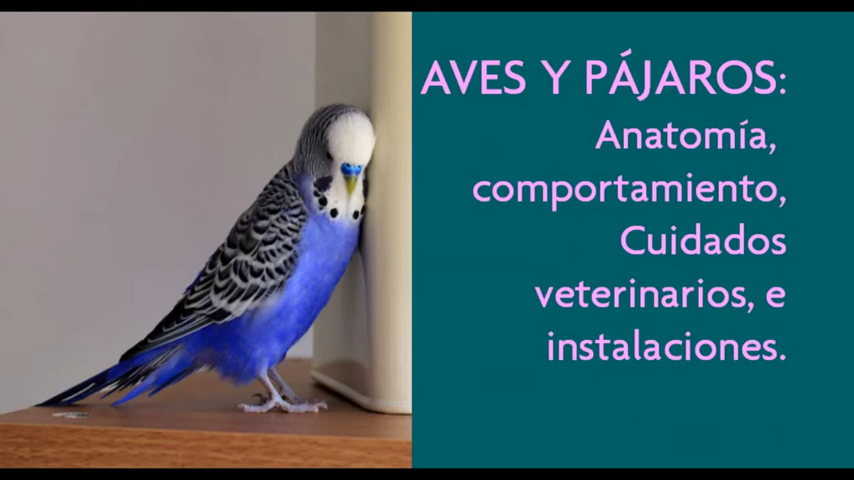 AVES Y PÁJAROS:
Anatomía,
comportamiento,
Cuidados
veterinarios, e
instalaciones.